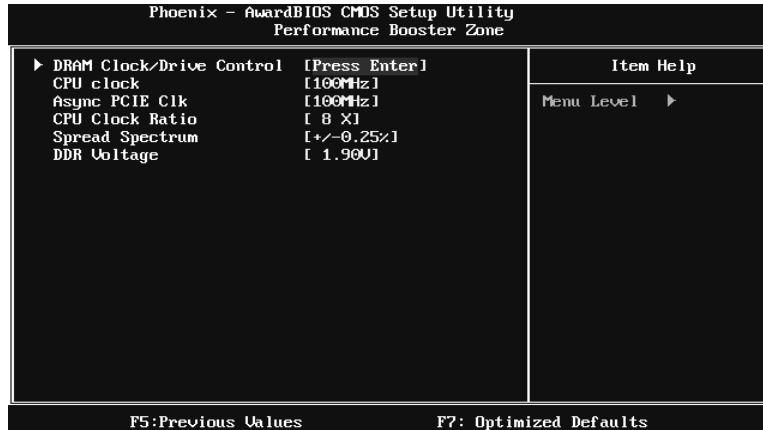 Phoenix - AwardBIOS CMOS Setup Utility
Performance Booster Zone
DRAM Clock/Drive Control [Press Enter]
CPU clock [100MHz]
Async PCIE Clk [100MHz]
CPU Clock Ratio [ 8 X]
Spread Spectrum [+/-0.25%]
DDR Voltage [ 1.90V]
Item Help
Menu Level
F5:Previous Values F7: Optimized Defaults